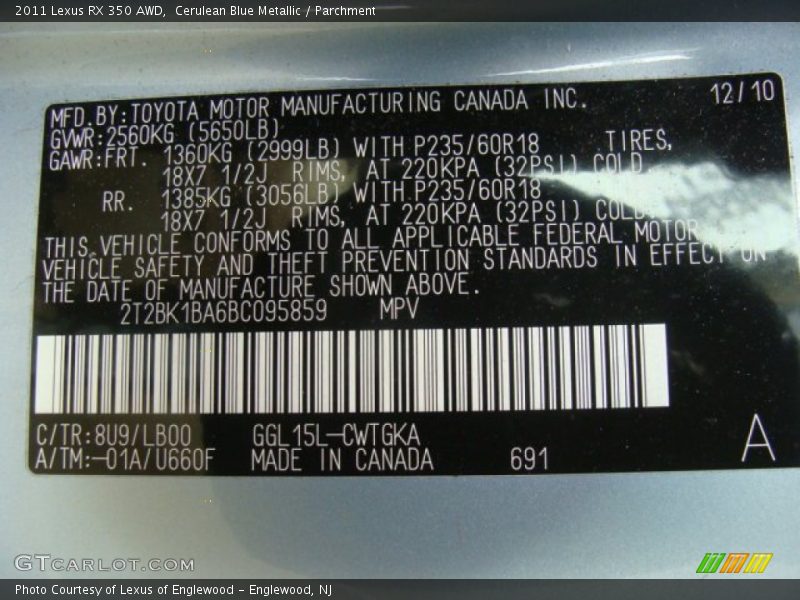 2011 Lexus RX 350 AWD,  Cerulean Blue Metallic / Parchment
MFD.BY:TOYOTA MOTOR MANUFACTURING CANADA INC. 12/10
GVWR:2560KG (5650LB)
GAWR:FRT. 1360KG (2999LB) WITH P235/60R18 TIRES,
18X7 1/2J RIMS, AT 220KPA (32PSI) COLD
RR. 1385KG (3056LB) WITH P235/60R18
18X7 1/2J RIMS, AT 220KPA (32PSI) COLD
THIS VEHICLE CONFORMS TO ALL APPLICABLE FEDERAL MOTOR
VEHICLE SAFETY AND THEFT PREVENTION STANDARDS IN EFFECT ON
THE DATE OF MANUFACTURE SHOWN ABOVE.
2T2BK1BA6BC095859 MPV
C/TR:8U9/LB00 GGL15L-CWTGKA
A/TM:-01A/U660F MADE IN CANADA 691 A
GTCARLOT.COM
Photo Courtesy of Lexus of Englewood – Englewood, NJ